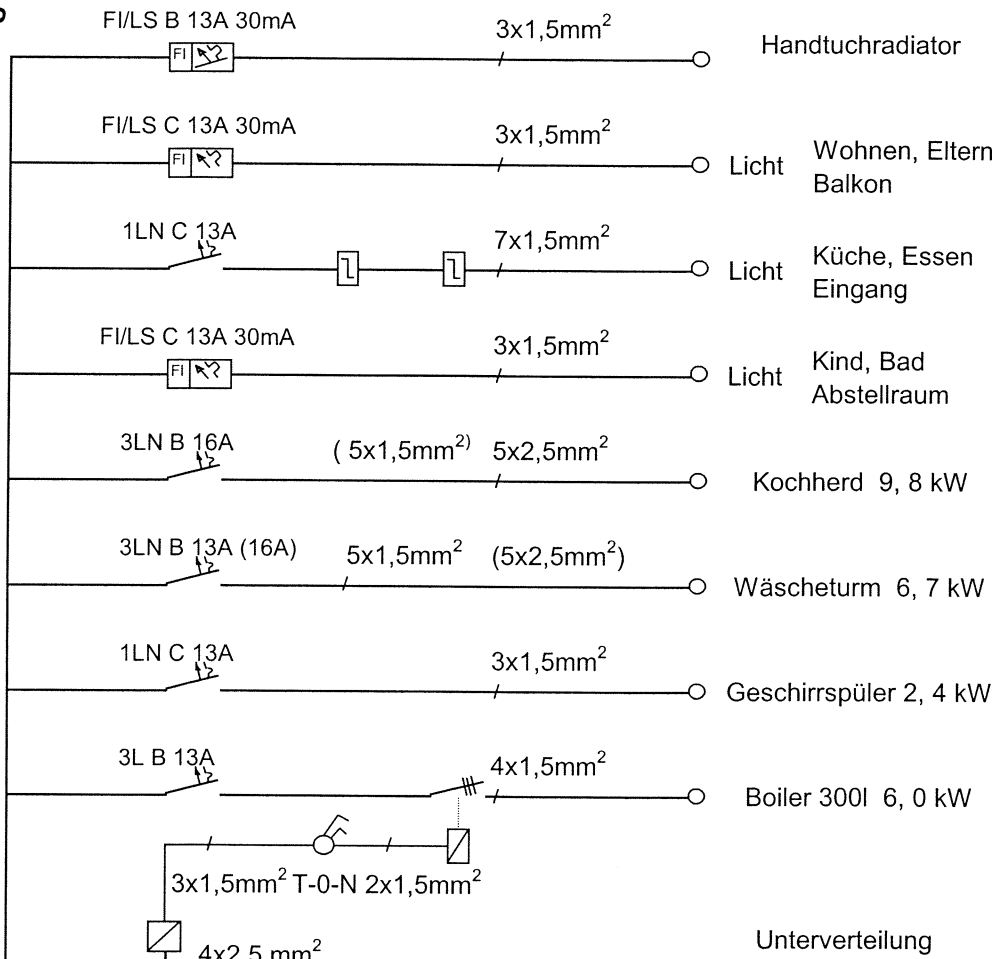 FI/LS B 13A 30mA
3x1,5mm²
FI
Handtuchradiator
FI/LS C 13A 30mA
3x1,5mm²
FI
Licht
Wohnen, Eltern
Balkon
1LN C 13A
7x1,5mm²
Licht
Küche, Essen
Eingang
FI/LS C 13A 30mA
3x1,5mm²
FI
Licht
Kind, Bad
Abstellraum
3LN B 16A
( 5x1,5mm²⁾ 5x2,5mm²
Kochherd 9, 8 kW
3LN B 13A (16A)
5x1,5mm² (5x2,5mm²)
Wäscheturm 6, 7 kW
1LN C 13A
3x1,5mm²
Geschirrspüler 2, 4 kW
3L B 13A
4x1,5mm²
Boiler 300l 6, 0 kW
3x1,5mm² T-0-N 2x1,5mm²
4x2,5 mm²
Unterverteilung